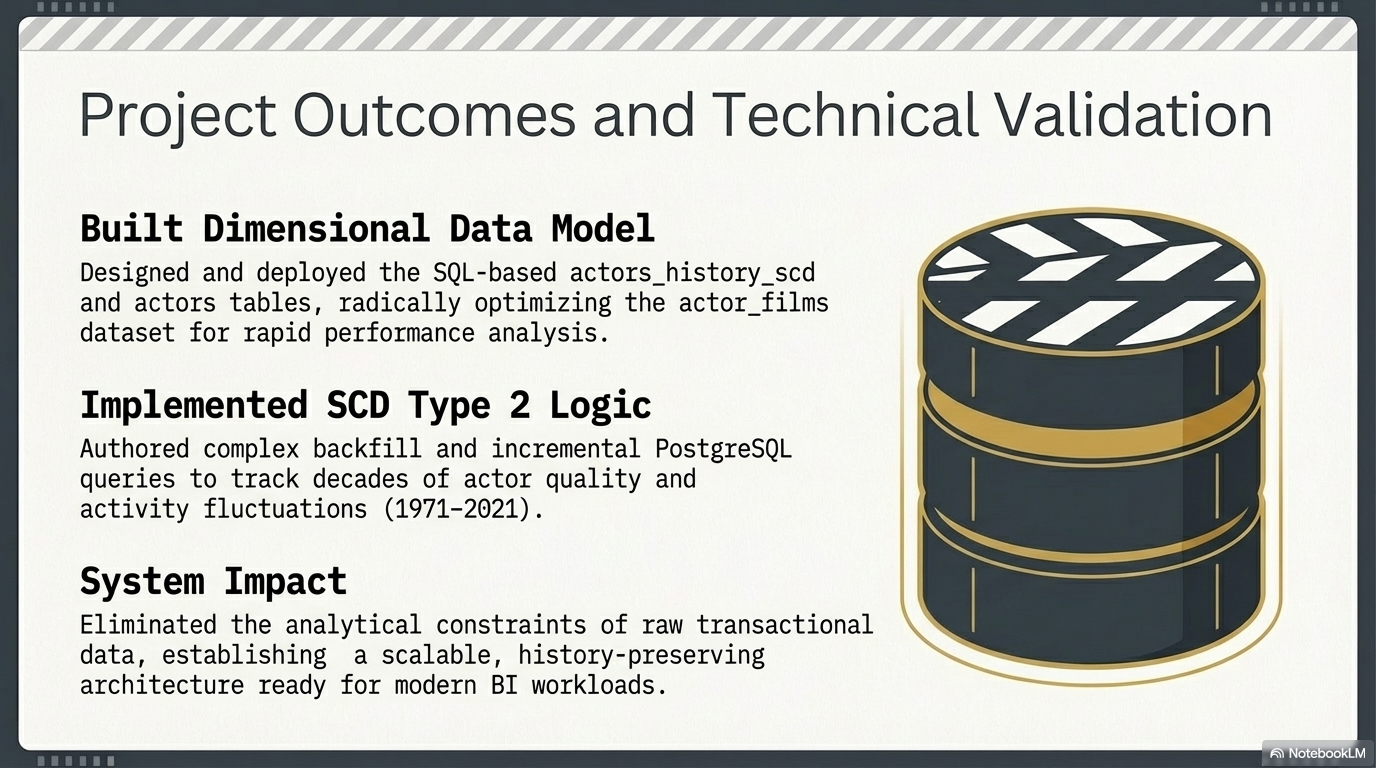 Project Outcomes and Technical Validation
Built Dimensional Data Model
Designed and deployed the SQL-based actors_history_scd
and actors tables, radically optimizing the actor_films
dataset for rapid performance analysis.
Implemented SCD Type 2 Logic
Authored complex backfill and incremental PostgreSQL
queries to track decades of actor quality and
activity fluctuations (1971–2021).
System Impact
Eliminated the analytical constraints of raw transactional
data, establishing  a scalable, history-preserving
architecture ready for modern BI workloads.
NotebookLM